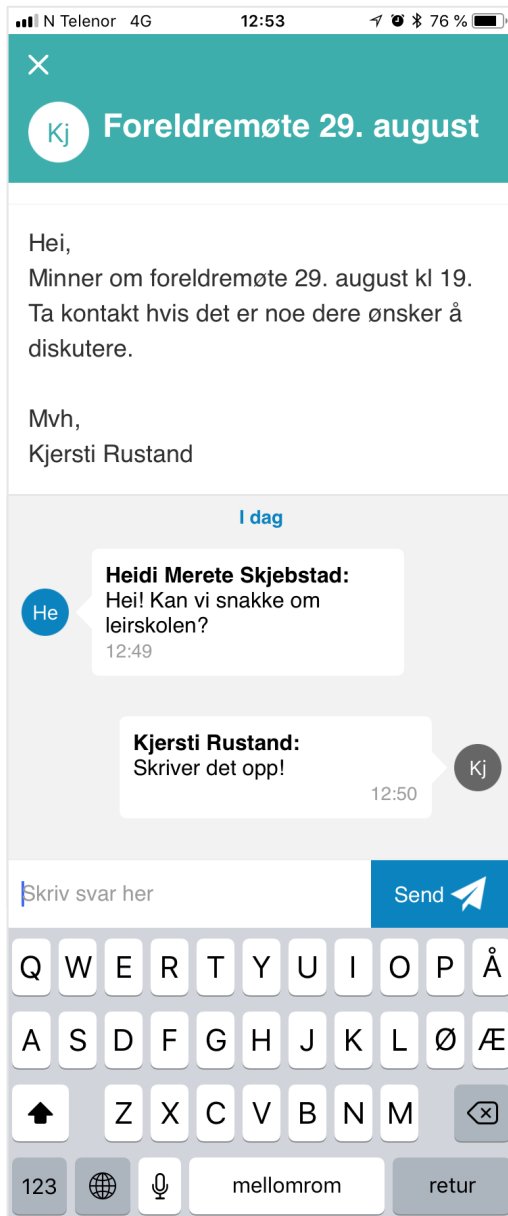 N Telenor 4G 12:53 76 %
Kj Foreldremøte 29. august
Hei,
Minner om foreldremøte 29. august kl 19.
Ta kontakt hvis det er noe dere ønsker å
diskutere.
Mvh,
Kjersti Rustand
I dag
Heidi Merete Skjebstad:
He Hei! Kan vi snakke om
leirskolen?
12:49
Kjersti Rustand:
Skriver det opp! Kj
12:50
Skriv svar her Send
Q W E R T Y U I O P Å
A S D F G H J K L Ø Æ
Z X C V B N M
123 mellomrom retur